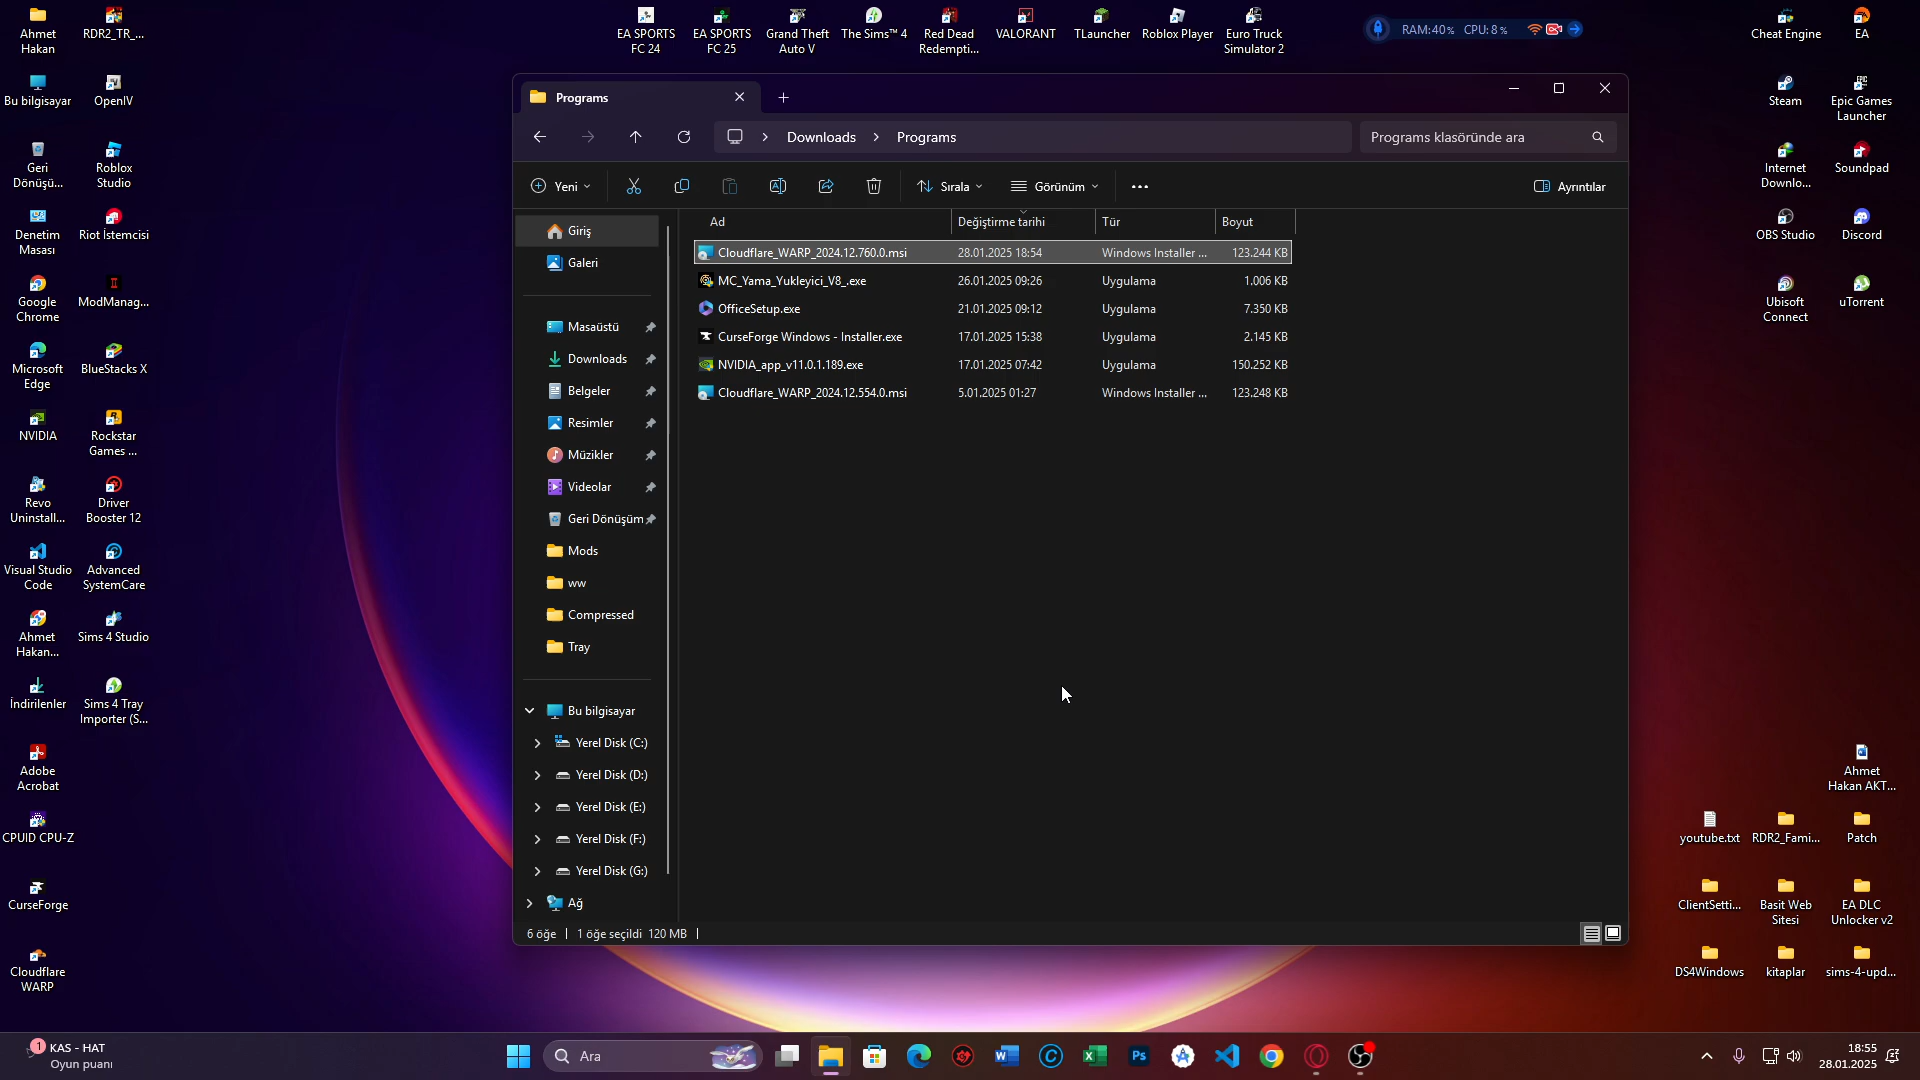 Ahmet
Hakan
RDR2_TR_...
EA SPORTS
FC 24
EA SPORTS
FC 25
Grand Theft
Auto V
The Sims™ 4
Red Dead
Redempti...
VALORANT
TLauncher
Roblox Player
Euro Truck
Simulator 2
RAM:40% CPU: 8 %
Cheat Engine
EA
Bu bilgisayar
OpenIV
Steam
Epic Games
Launcher
Geri
Dönüşü...
Roblox
Studio
Internet
Downlo...
Soundpad
Denetim
Masası
Riot İstemcisi
OBS Studio
Discord
Google
Chrome
ModManag...
Ubisoft
Connect
uTorrent
Microsoft
Edge
BlueStacks X
NVIDIA
Rockstar
Games ...
Revo
Uninstall...
Driver
Booster 12
Visual Studio
Code
Advanced
SystemCare
Ahmet
Hakan...
Sims 4 Studio
İndirilenler
Sims 4 Tray
Importer (S...
Adobe
Acrobat
CPUID CPU-Z
CurseForge
Cloudflare
WARP
Programs
Downloads > Programs
Programs klasöründe ara
Yeni
Sırala
Görünüm
Ayrıntılar
Giriş
Galeri
Masaüstü
Downloads
Belgeler
Resimler
Müzikler
Videolar
Geri Dönüşüm
Mods
ww
Compressed
Tray
Bu bilgisayar
Yerel Disk (C:)
Yerel Disk (D:)
Yerel Disk (E:)
Yerel Disk (F:)
Yerel Disk (G:)
Ağ
Ad Değiştirme tarihi Tür Boyut
Cloudflare_WARP_2024.12.760.0.msi 28.01.2025 18:54 Windows Installer ... 123.244 KB
MC_Yama_Yukleyici_V8_.exe 26.01.2025 09:26 Uygulama 1.006 KB
OfficeSetup.exe 21.01.2025 09:12 Uygulama 7.350 KB
CurseForge Windows - Installer.exe 17.01.2025 15:38 Uygulama 2.145 KB
NVIDIA_app_v11.0.1.189.exe 17.01.2025 07:42 Uygulama 150.252 KB
Cloudflare_WARP_2024.12.554.0.msi 5.01.2025 01:27 Windows Installer ... 123.248 KB
6 öğe 1 öğe seçildi 120 MB
Ahmet
Hakan AKT...
youtube.txt
RDR2_Fami...
Patch
ClientSetti...
Basit Web
Sitesi
EA DLC
Unlocker v2
DS4Windows
kitaplar
sims-4-upd...
1
KAS - HAT
Oyun puanı
Ara
18:55
28.01.2025